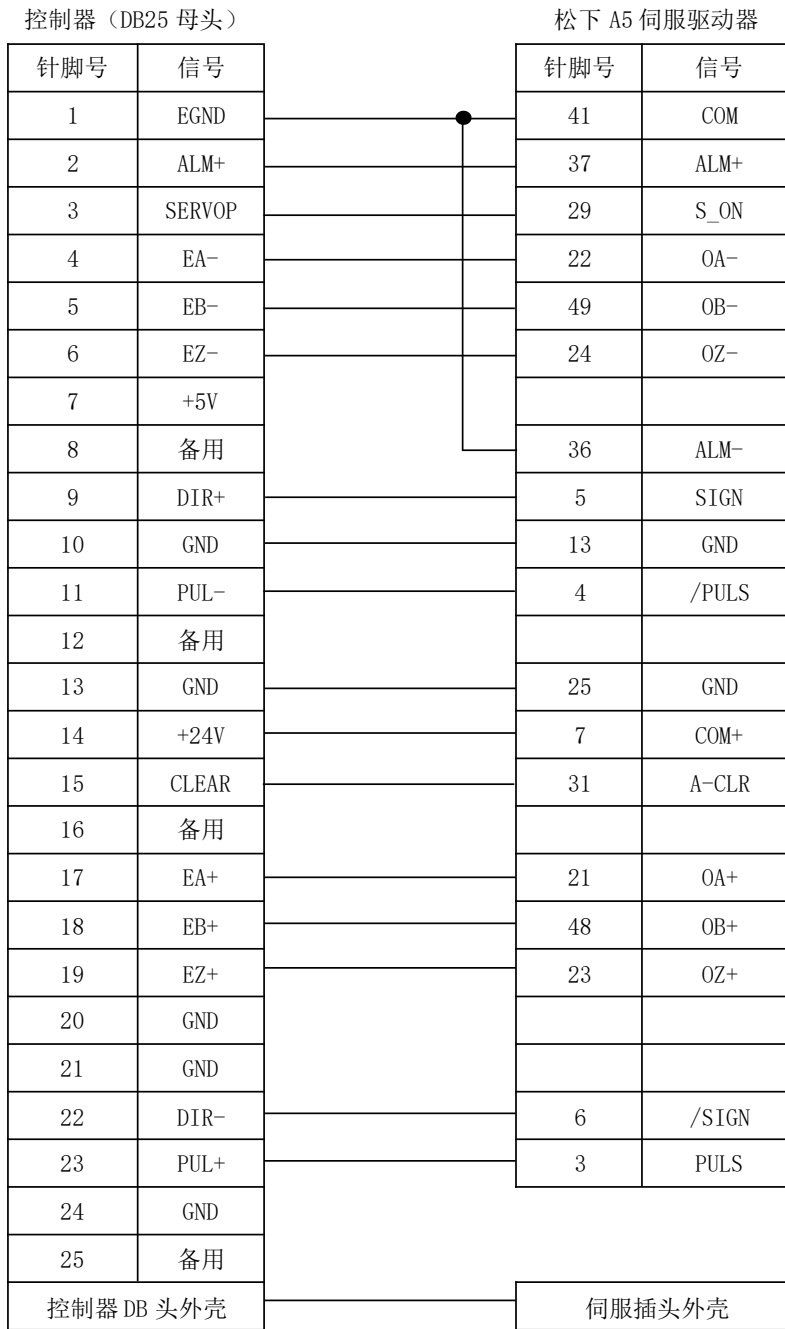 控制器（DB25 母头） 松下 A5 伺服驱动器
针脚号 信号 针脚号 信号
1 EGND 41 COM
2 ALM+ 37 ALM+
3 SERVOP 29 S_ON
4 EA- 22 OA-
5 EB- 49 OB-
6 EZ- 24 OZ-
7 +5V
8 备用 36 ALM-
9 DIR+ 5 SIGN
10 GND 13 GND
11 PUL- 4 /PULS
12 备用
13 GND 25 GND
14 +24V 7 COM+
15 CLEAR 31 A-CLR
16 备用
17 EA+ 21 OA+
18 EB+ 48 OB+
19 EZ+ 23 OZ+
20 GND
21 GND
22 DIR- 6 /SIGN
23 PUL+ 3 PULS
24 GND
25 备用
控制器 DB 头外壳 伺服插头外壳